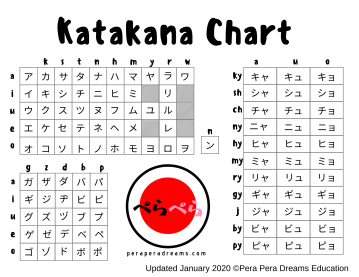 Katakana Chart
k s t n h m y r w
a ア カ サ タ ナ ハ マ ヤ ラ ワ
i イ キ シ チ ニ ヒ ミ リ
u ウ ク ス ツ ヌ フ ム ユ ル
e エ ケ セ テ ネ ヘ メ レ
o オ コ ソ ト ノ ホ モ ヨ ロ ヲ
n
ン
g z d b p
a ガ ザ ダ バ パ
i ギ ジ ヂ ビ ピ
u グ ズ ヅ ブ プ
e ゲ ゼ デ ベ ペ
o ゴ ゾ ド ボ ポ
a u o
ky キャ キュ キョ
sh シャ シュ ショ
ch チャ チュ チョ
ny ニャ ニュ ニョ
hy ヒャ ヒュ ヒョ
my ミャ ミュ ミョ
ry リャ リュ リョ
gy ギャ ギュ ギョ
j ジャ ジュ ジョ
by ビャ ビュ ビョ
py ピャ ピュ ピョ
ぺらぺら
peraperadreams.com
Updated January 2020 ©Pera Pera Dreams Education